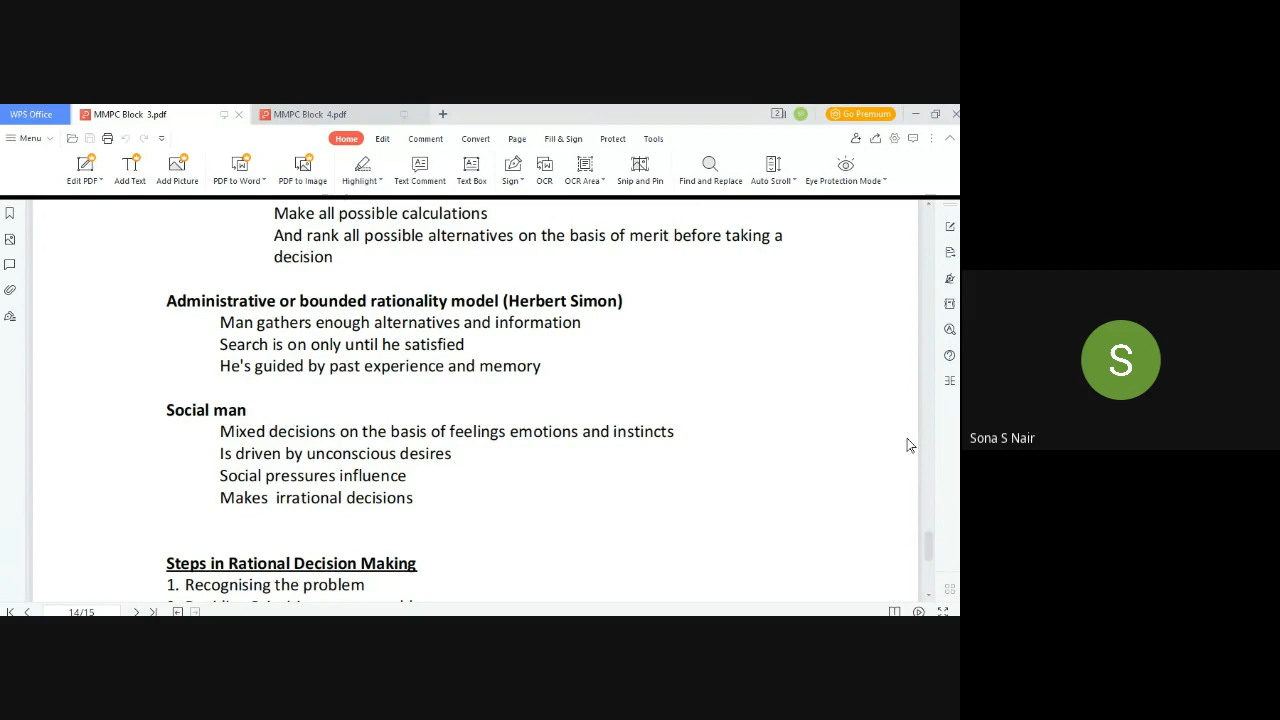 WPS Office
MMPC Block 3.pdf
MMPC Block 4.pdf
Go Premium
Menu
Home Edit Comment Convert Page Fill & Sign Protect Tools
Edit PDF Add Text Add Picture PDF to Word PDF to Image Highlight Text Comment Text Box Sign OCR OCR Area Snip and Pin Find and Replace Auto Scroll Eye Protection Mode
Make all possible calculations
And rank all possible alternatives on the basis of merit before taking a
decision
Administrative or bounded rationality model (Herbert Simon)
Man gathers enough alternatives and information
Search is on only until he satisfied
He's guided by past experience and memory
Social man
Mixed decisions on the basis of feelings emotions and instincts
Is driven by unconscious desires
Social pressures influence
Makes irrational decisions
Steps in Rational Decision Making
1. Recognising the problem
14/15
S
Sona S Nair